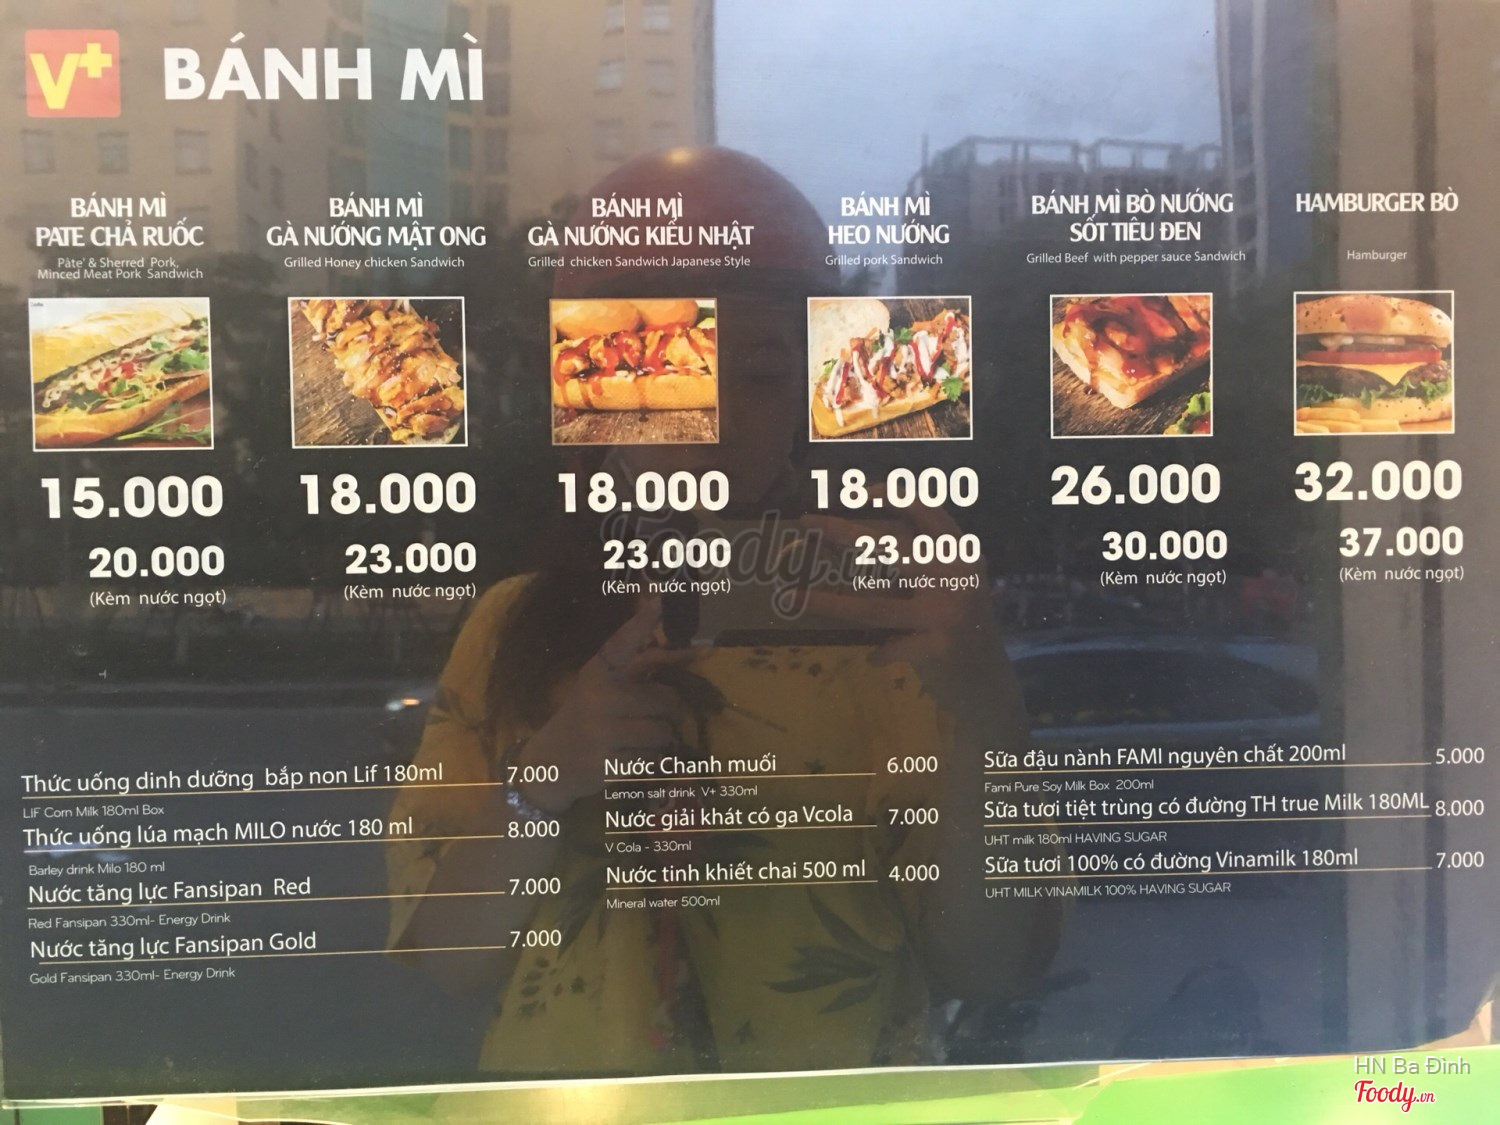 V+ BÁNH MÌ
BÁNH MÌ
PATE CHẢ RUỐC
Pate' & Sherred Pork,
Minced Meat Pork Sandwich
15.000
20.000
(Kèm nước ngọt)
BÁNH MÌ
GÀ NƯỚNG MẬT ONG
Grilled Honey chicken Sandwich
18.000
23.000
(Kèm nước ngọt)
BÁNH MÌ
GÀ NƯỚNG KIỂU NHẬT
Grilled chicken Sandwich Japanese Style
18.000
23.000
(Kèm nước ngọt)
BÁNH MÌ
HEO NƯỚNG
Grilled pork Sandwich
18.000
23.000
(Kèm nước ngọt)
BÁNH MÌ BÒ NƯỚNG
SỐT TIÊU ĐEN
Grilled Beef with pepper sauce Sandwich
26.000
30.000
(Kèm nước ngọt)
HAMBURGER BÒ
Hamburger
32.000
37.000
(Kèm nước ngọt)
Foody.vn
Thức uống dinh dưỡng bắp non Lif 180ml 7.000
LIF Corn Milk 180ml Box
Thức uống lúa mạch MILO nước 180 ml 8.000
Barley drink Milo 180 ml
Nước tăng lực Fansipan Red 7.000
Red Fansipan 330ml- Energy Drink
Nước tăng lực Fansipan Gold 7.000
Gold Fansipan 330ml- Energy Drink
Nước Chanh muối 6.000
Lemon salt drink V+ 330ml
Nước giải khát có ga Vcola 7.000
V Cola - 330ml
Nước tinh khiết chai 500 ml 4.000
Mineral water 500ml
Sữa đậu nành FAMI nguyên chất 200ml 5.000
Fami Pure Soy Milk Box 200ml
Sữa tươi tiệt trùng có đường TH true Milk 180ML 8.000
UHT milk 180ml HAVING SUGAR
Sữa tươi 100% có đường Vinamilk 180ml 7.000
UHT MILK VINAMILK 100% HAVING SUGAR
HN Ba Đình
Foody.vn